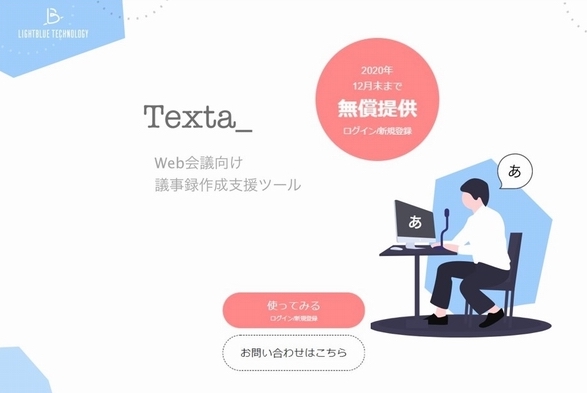 LIGHTBLUE TECHNOLOGY
2020年
12月末まで
無償提供
ログイン/新規登録
Texta_
Web会議向け
議事録作成支援ツール
あ
あ
使ってみる
ログイン/新規登録
お問い合わせはこちら